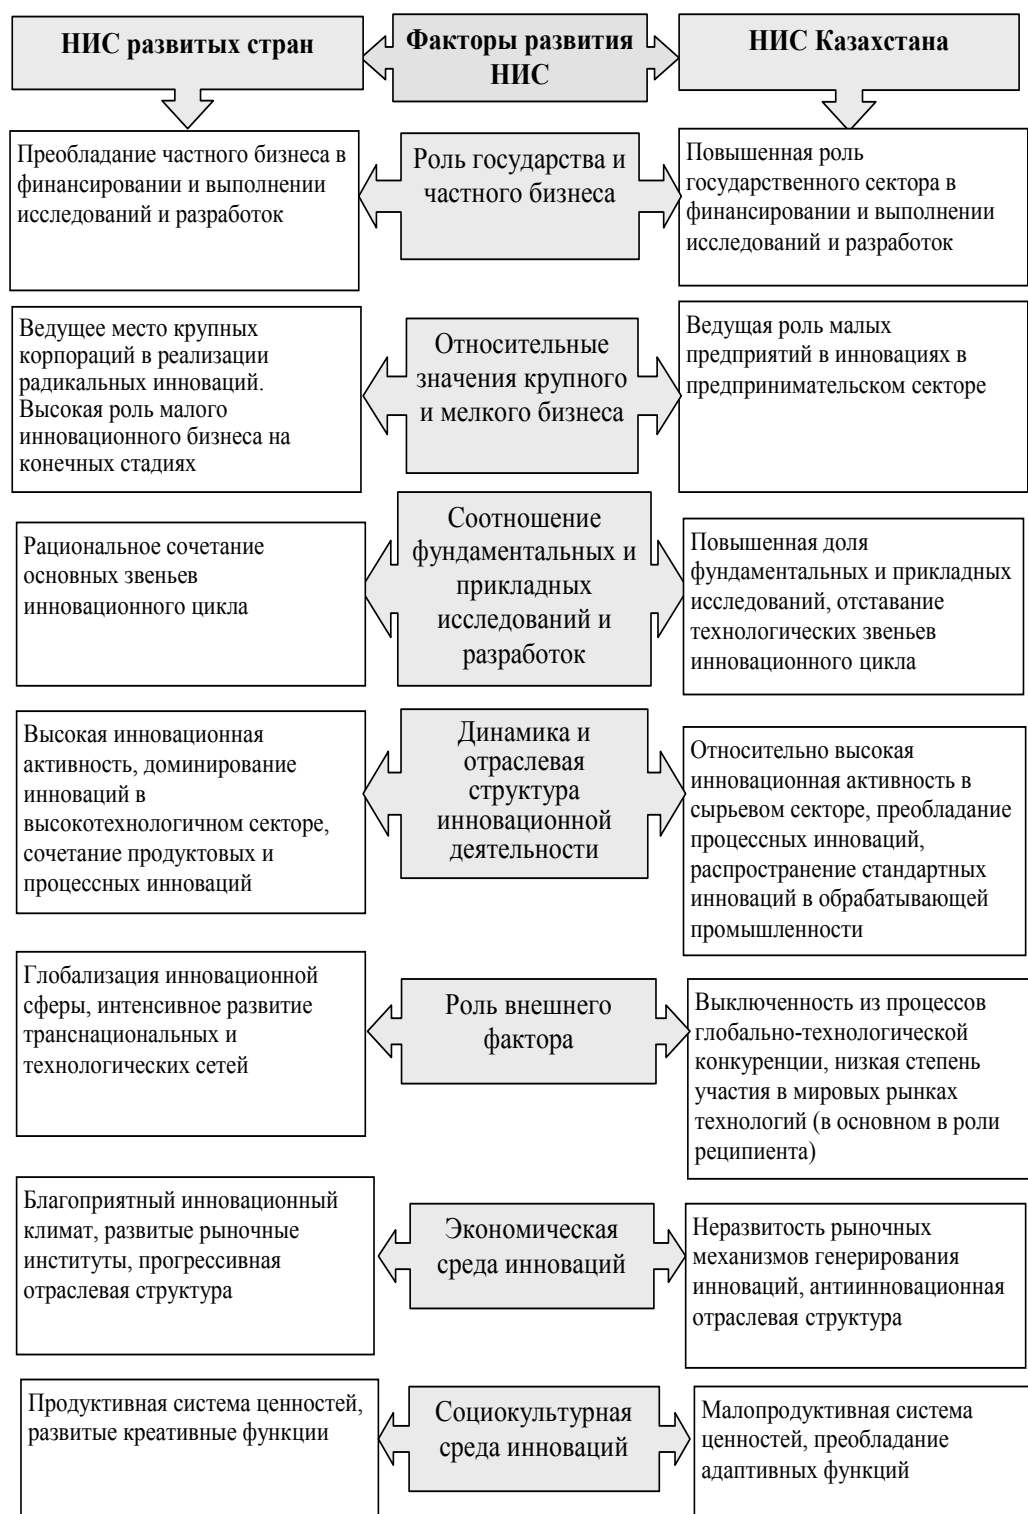 НИС развитых стран
Факторы развития
НИС
НИС Казахстана
Преобладание частного бизнеса в
финансировании и выполнении
исследований и разработок
Роль государства и
частного бизнеса
Повышенная роль
государственного сектора в
финансировании и выполнении
исследований и разработок
Ведущее место крупных
корпораций в реализации
радикальных инноваций.
Высокая роль малого
инновационного бизнеса на
конечных стадиях
Относительные
значения крупного
и мелкого бизнеса
Ведущая роль малых
предприятий в инновациях в
предпринимательском секторе
Рациональное сочетание
основных звеньев
инновационного цикла
Соотношение
фундаментальных и
прикладных
исследований и
разработок
Повышенная доля
фундаментальных и прикладных
исследований, отставание
технологических звеньев
инновационного цикла
Высокая инновационная
активность, доминирование
инноваций в
высокотехнологичном секторе,
сочетание продуктовых и
процессных инноваций
Динамика и
отраслевая
структура
инновационной
деятельности
Относительно высокая
инновационная активность в
сырьевом секторе, преобладание
процессных инноваций,
распространение стандартных
инноваций в обрабатывающей
промышленности
Глобализация инновационной
сферы, интенсивное развитие
транснациональных и
технологических сетей
Роль внешнего
фактора
Выключенность из процессов
глобально-технологической
конкуренции, низкая степень
участия в мировых рынках
технологий (в основном в роли
реципиента)
Благоприятный инновационный
климат, развитые рыночные
институты, прогрессивная
отраслевая структура
Экономическая
среда инноваций
Неразвитость рыночных
механизмов генерирования
инноваций, антиинновационная
отраслевая структура
Продуктивная система ценностей,
развитые креативные функции
Социокультурная
среда инноваций
Малопродуктивная система
ценностей, преобладание
адаптивных функций